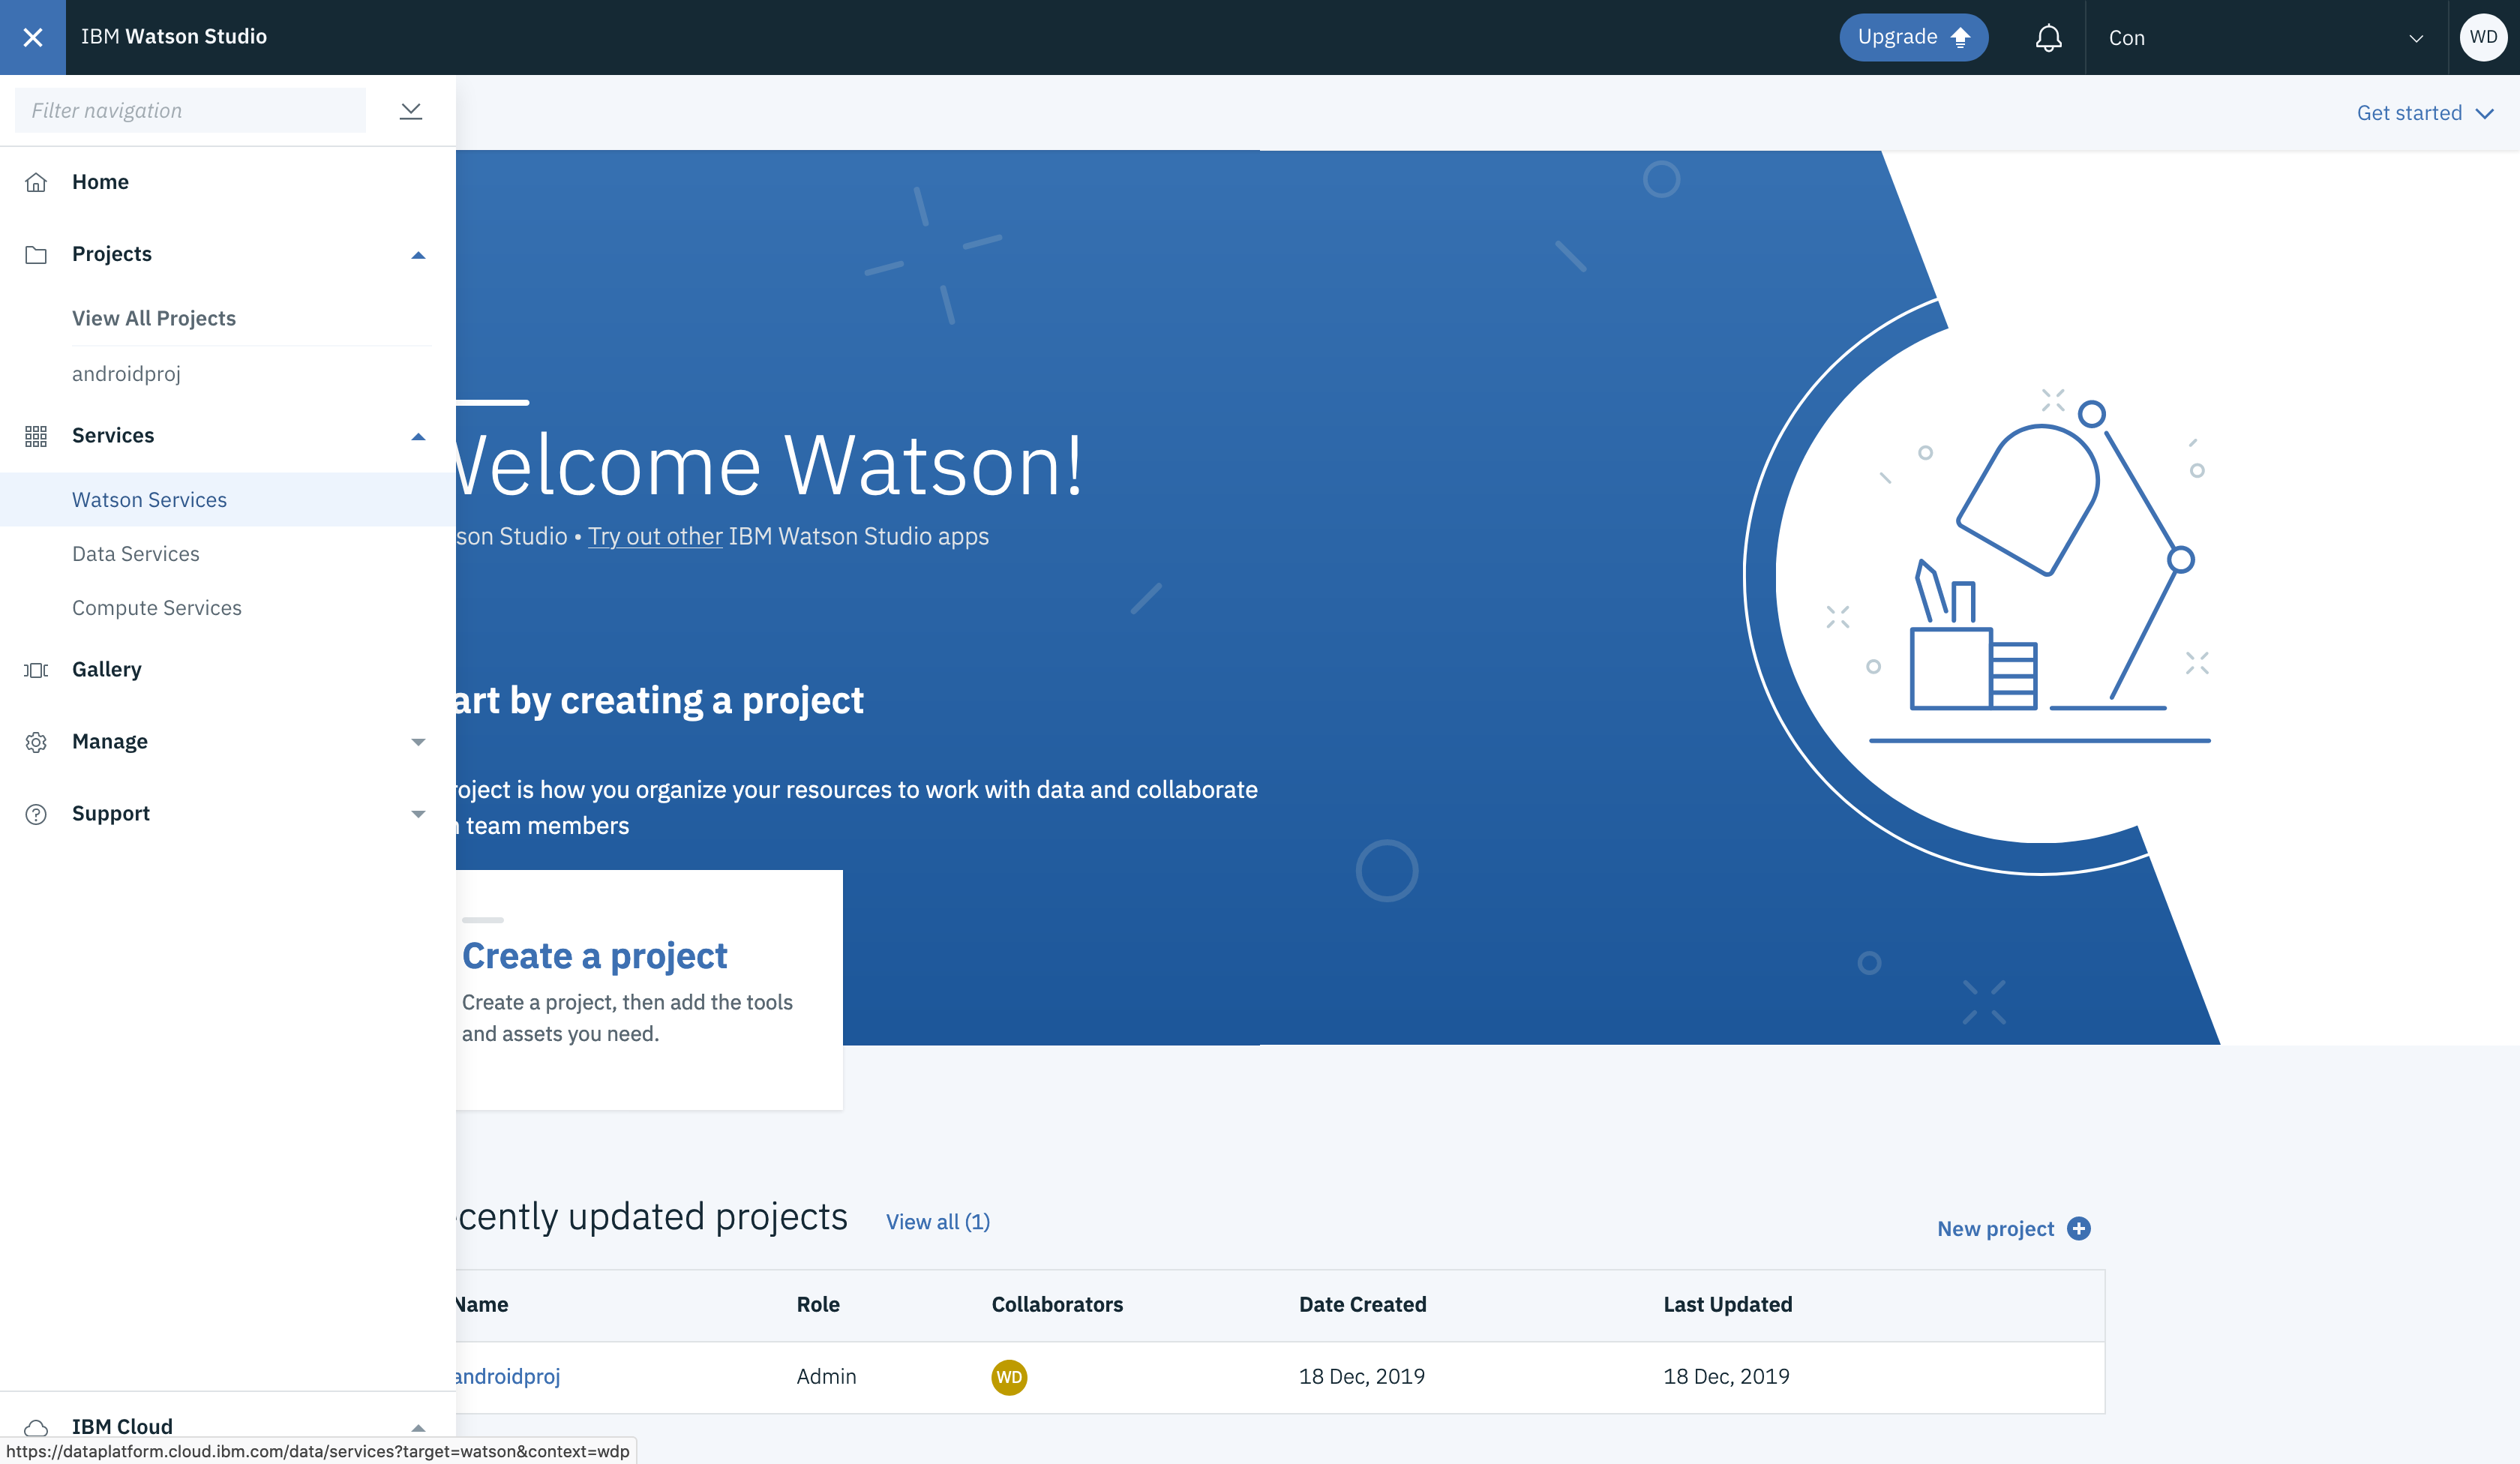 IBM Watson Studio
Upgrade
Con
WD
Filter navigation
Get started
Home
Projects
View All Projects
androidproj
Services
Watson Services
Data Services
Compute Services
Gallery
Manage
Support
IBM Cloud
https://dataplatform.cloud.ibm.com/data/services?target=watson&context=wdp
Welcome Watson!
son Studio • Try out other IBM Watson Studio apps
art by creating a project
roject is how you organize your resources to work with data and collaborate
team members
Create a project
Create a project, then add the tools
and assets you need.
ecently updated projects View all (1)
New project
Name Role Collaborators Date Created Last Updated
androidproj Admin WD 18 Dec, 2019 18 Dec, 2019